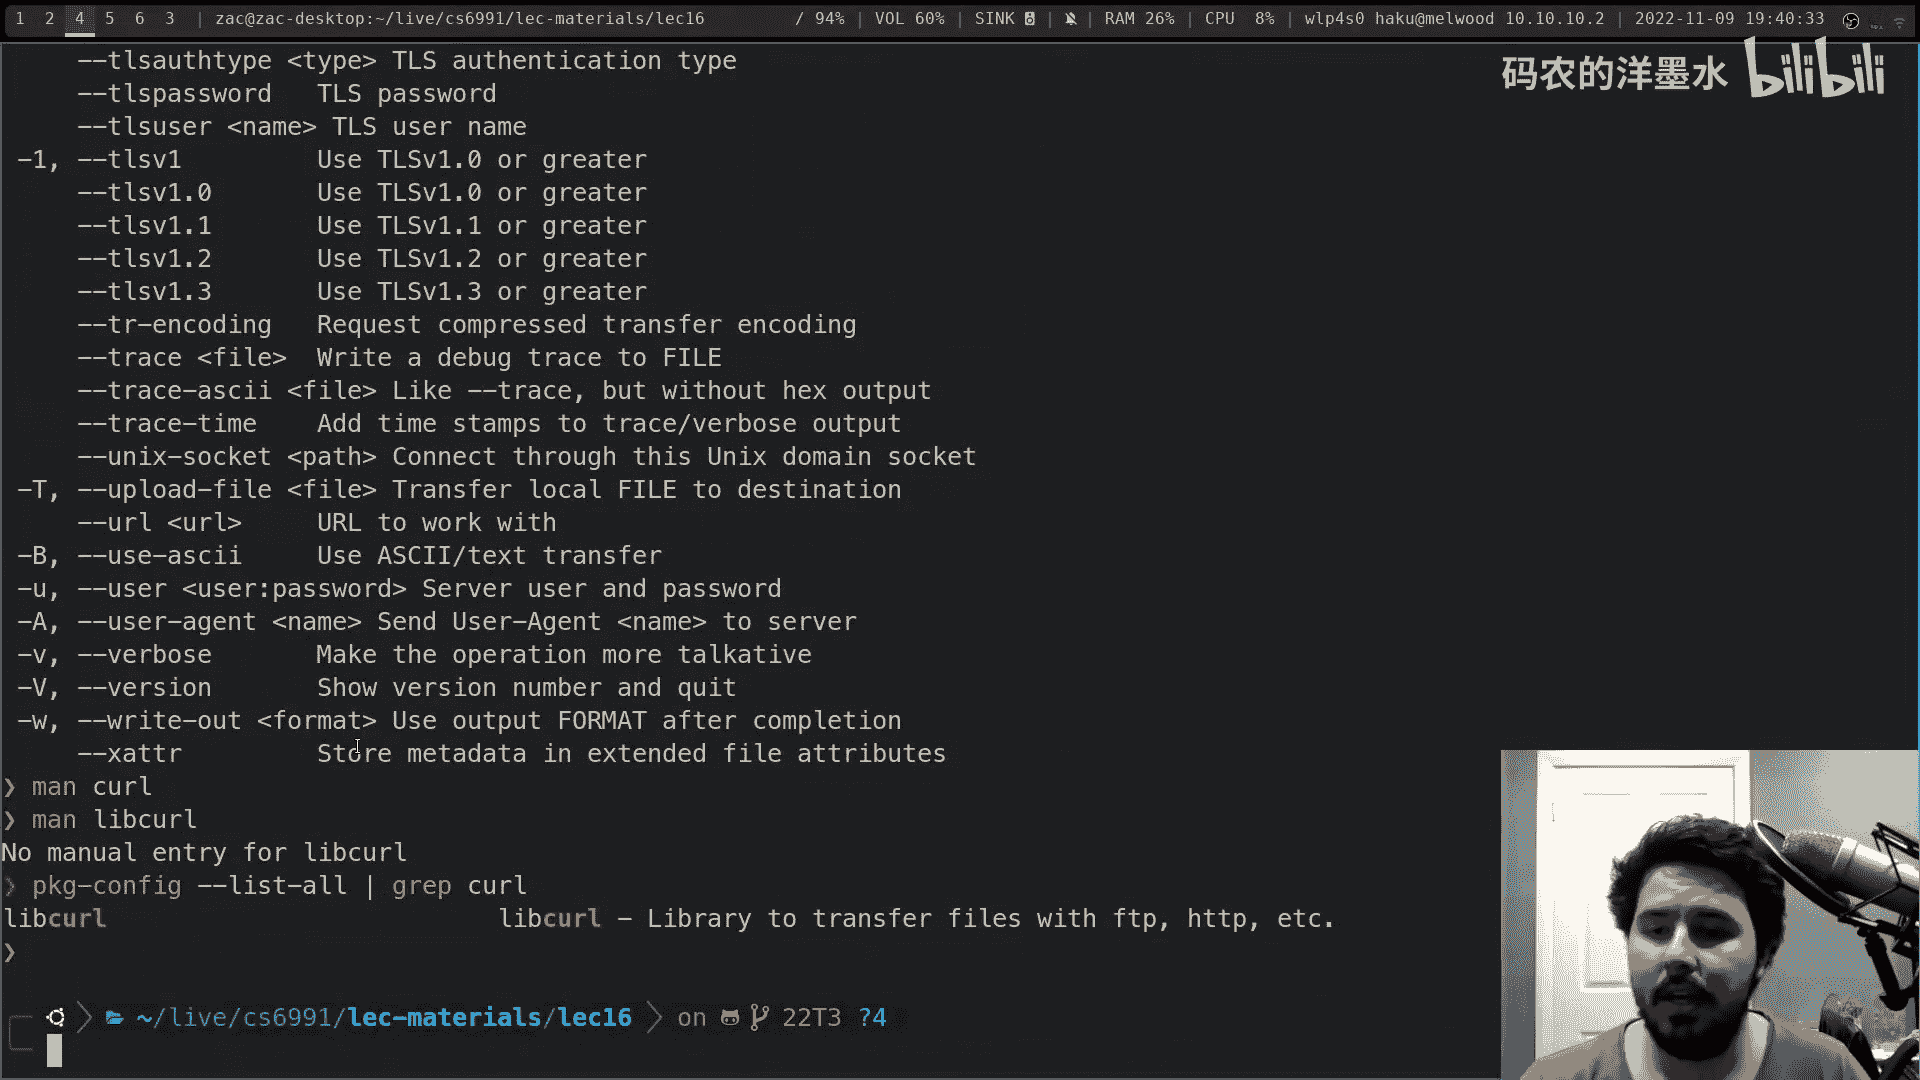 1 2 4 5 6 3 | zac@zac-desktop:~/live/cs6991/lec-materials/lec16 / 94% | VOL 60% | SINK | | RAM 26% | CPU 8% | wlp4s0 haku@melwood 10.10.10.2 | 2022-11-09 19:40:33
码农的洋墨水 bilibili
--tlsauthtype <type> TLS authentication type
--tlspassword TLS password
--tlsuser <name> TLS user name
-1, --tlsv1 Use TLSv1.0 or greater
--tlsv1.0 Use TLSv1.0 or greater
--tlsv1.1 Use TLSv1.1 or greater
--tlsv1.2 Use TLSv1.2 or greater
--tlsv1.3 Use TLSv1.3 or greater
--tr-encoding Request compressed transfer encoding
--trace <file> Write a debug trace to FILE
--trace-ascii <file> Like --trace, but without hex output
--trace-time Add time stamps to trace/verbose output
--unix-socket <path> Connect through this Unix domain socket
-T, --upload-file <file> Transfer local FILE to destination
--url <url> URL to work with
-B, --use-ascii Use ASCII/text transfer
-u, --user <user:password> Server user and password
-A, --user-agent <name> Send User-Agent <name> to server
-v, --verbose Make the operation more talkative
-V, --version Show version number and quit
-w, --write-out <format> Use output FORMAT after completion
--xattr Store metadata in extended file attributes
❯ man curl
❯ man libcurl
No manual entry for libcurl
❯ pkg-config --list-all | grep curl
libcurl libcurl - Library to transfer files with ftp, http, etc.
❯
~/live/cs6991/lec-materials/lec16 on 22T3 ?4